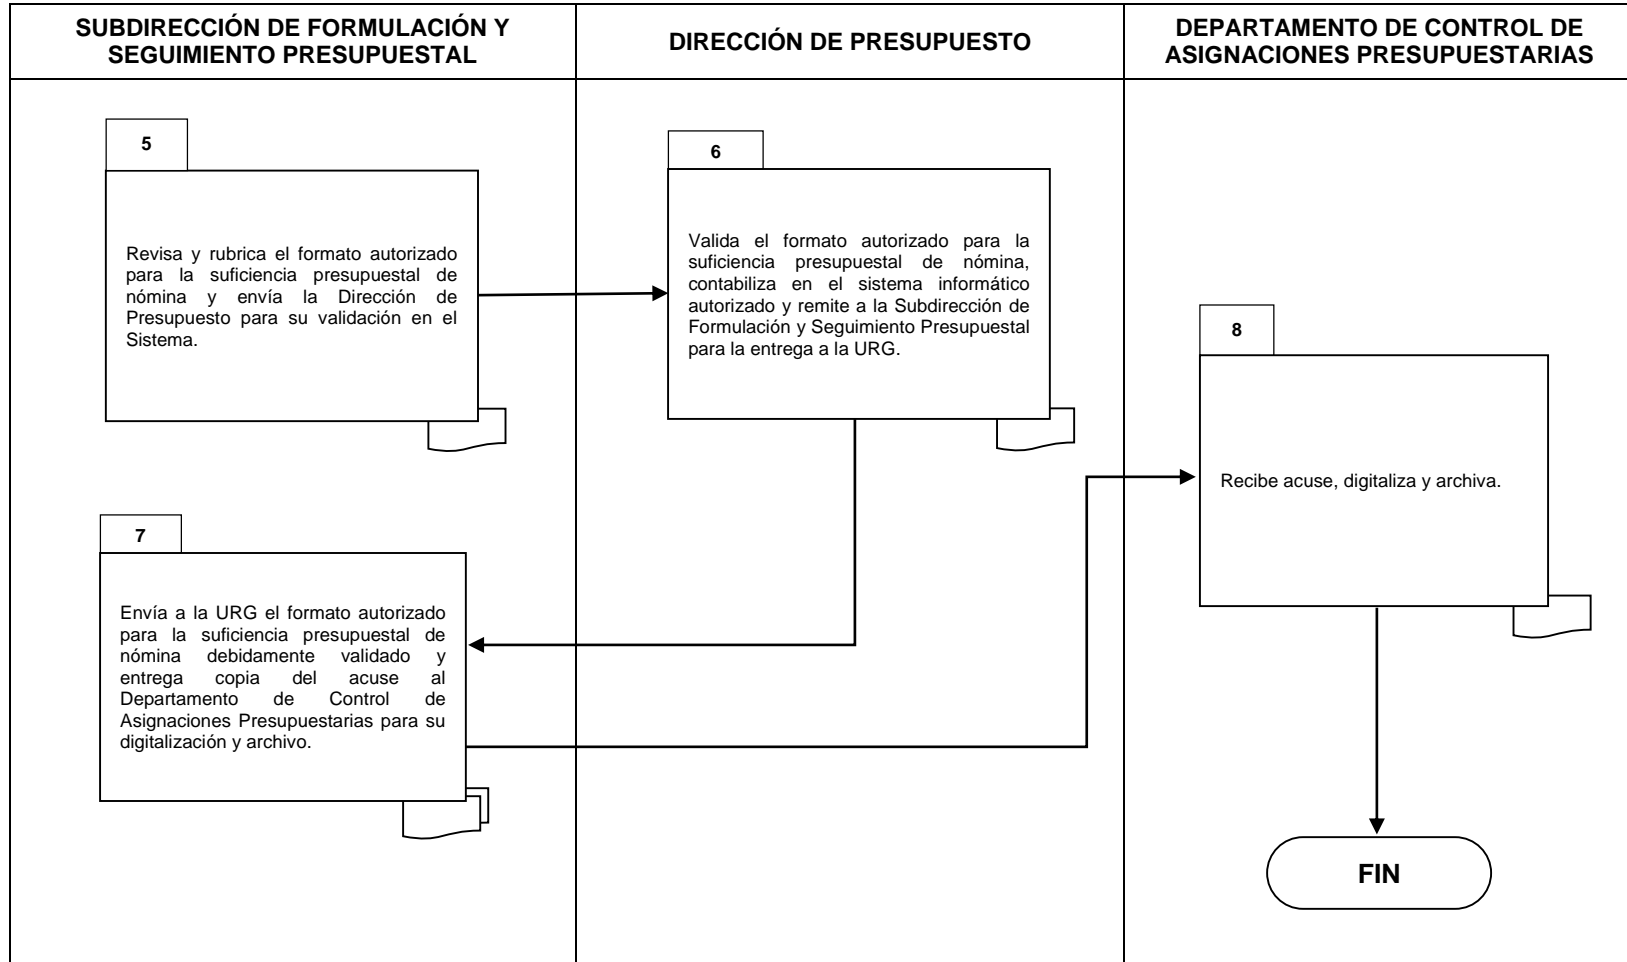 SUBDIRECCIÓN DE FORMULACIÓN Y
SEGUIMIENTO PRESUPUESTAL
DIRECCIÓN DE PRESUPUESTO
DEPARTAMENTO DE CONTROL DE
ASIGNACIONES PRESUPUESTARIAS
5
Revisa y rubrica el formato autorizado
para la suficiencia presupuestal de
nómina y envía la Dirección de
Presupuesto para su validación en el
Sistema.
6
Valida el formato autorizado para la
suficiencia presupuestal de nómina,
contabiliza en el sistema informático
autorizado y remite a la Subdirección de
Formulación y Seguimiento Presupuestal
para la entrega a la URG.
7
Envía a la URG el formato autorizado
para la suficiencia presupuestal de
nómina debidamente validado y
entrega copia del acuse al
Departamento de Control de
Asignaciones Presupuestarias para su
digitalización y archivo.
8
Recibe acuse, digitaliza y archiva.
FIN